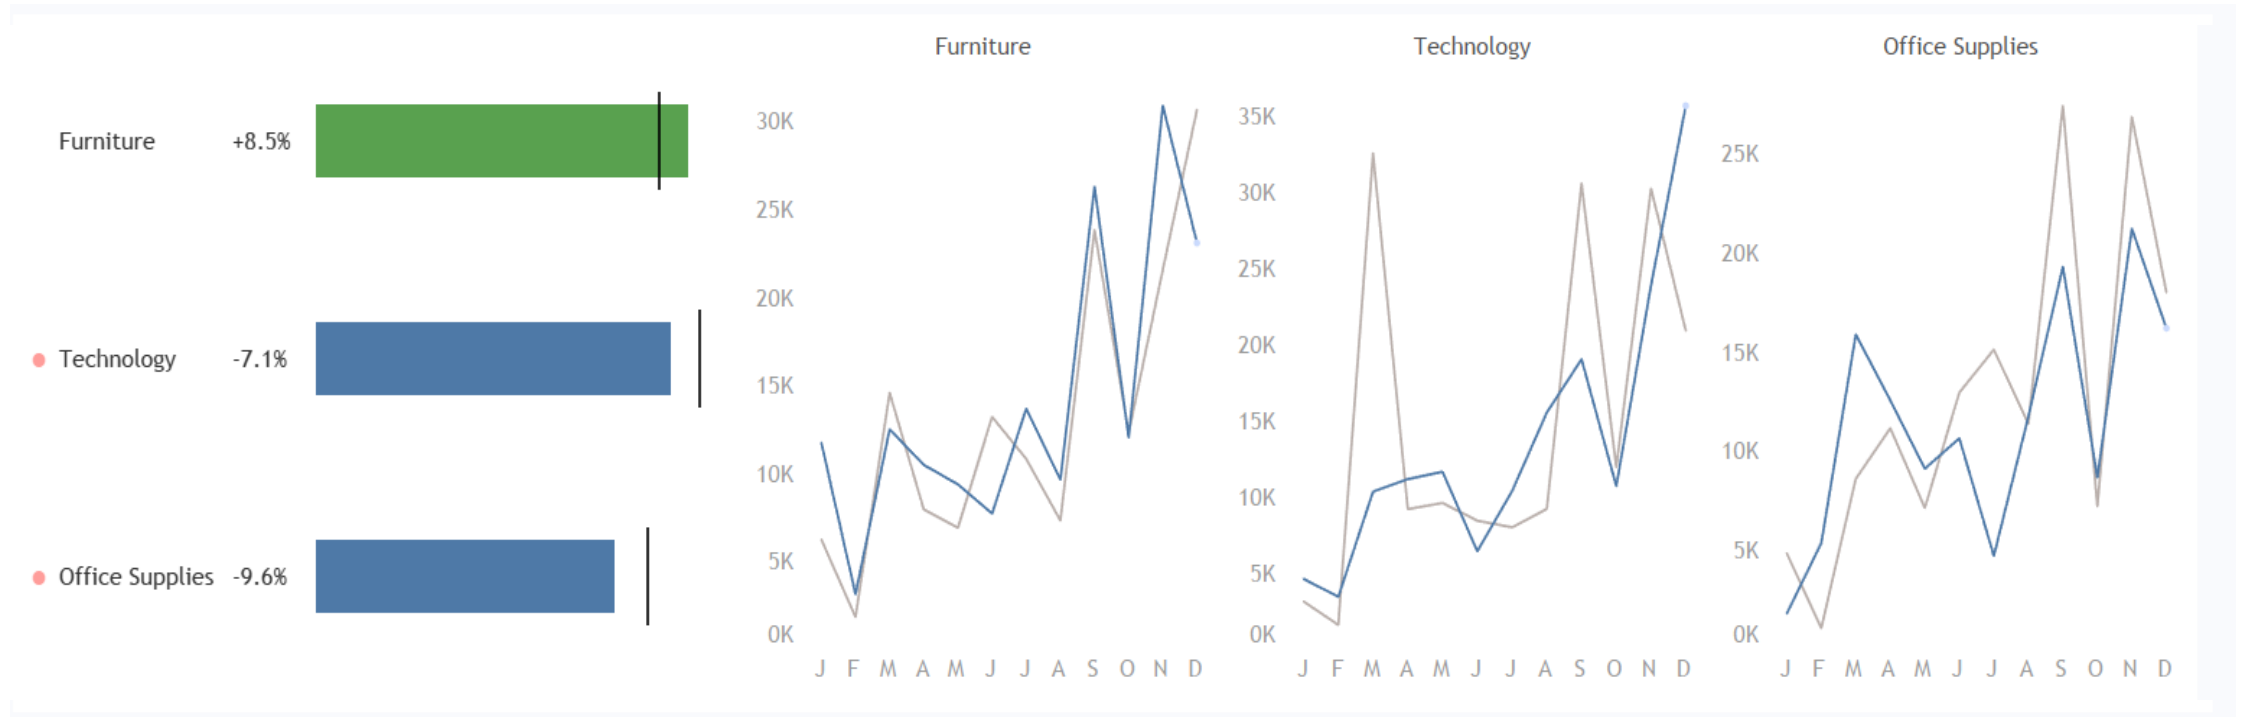 Furniture +8.5%
Technology -7.1%
Office Supplies -9.6%
Furniture
30K
25K
20K
15K
10K
5K
0K
J F M A M J J A S O N D
Technology
35K
30K
25K
20K
15K
10K
5K
0K
J F M A M J J A S O N D
Office Supplies
25K
20K
15K
10K
5K
0K
J F M A M J J A S O N D